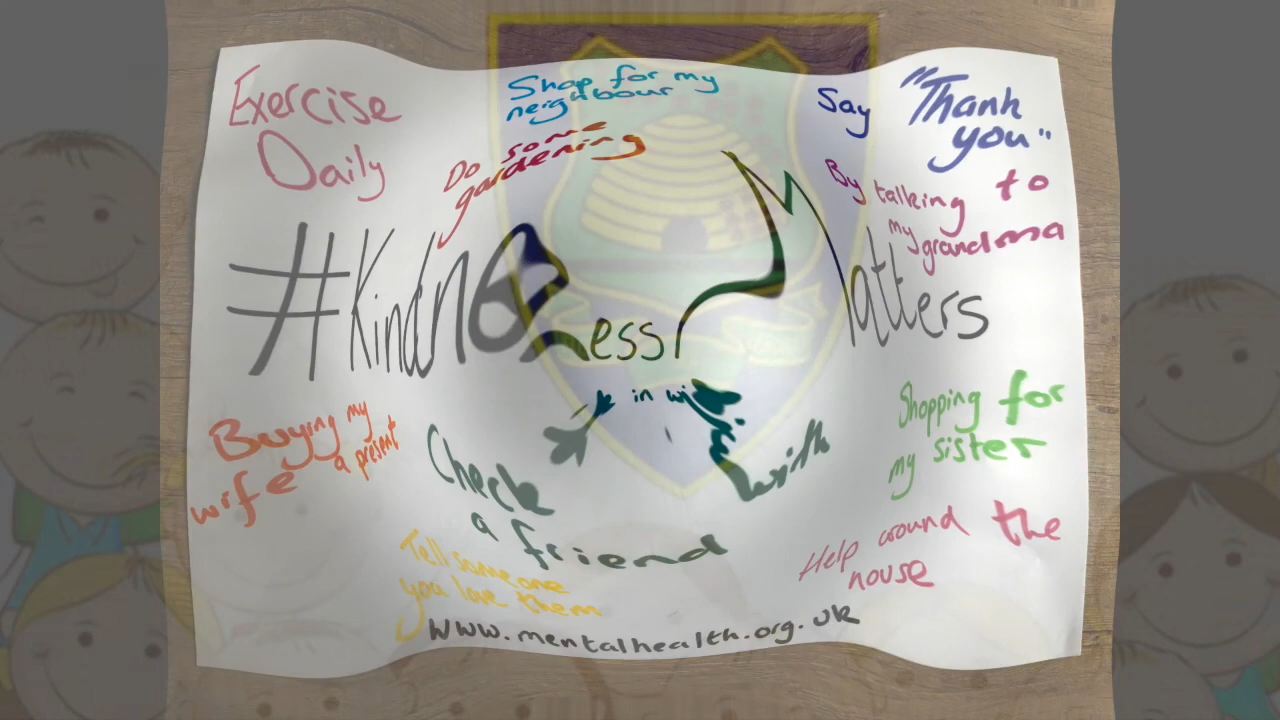 Exercise
Daily
Shop for my
neighbour
Do some
gardening
Say "Thank
you"
By talking to
my grandma
#Kindness Matters
Buying my
wife a present
Check in with
a friend
Shopping for
my sister
Tell someone
you love them
Help around the
house
www.mentalhealth.org.uk